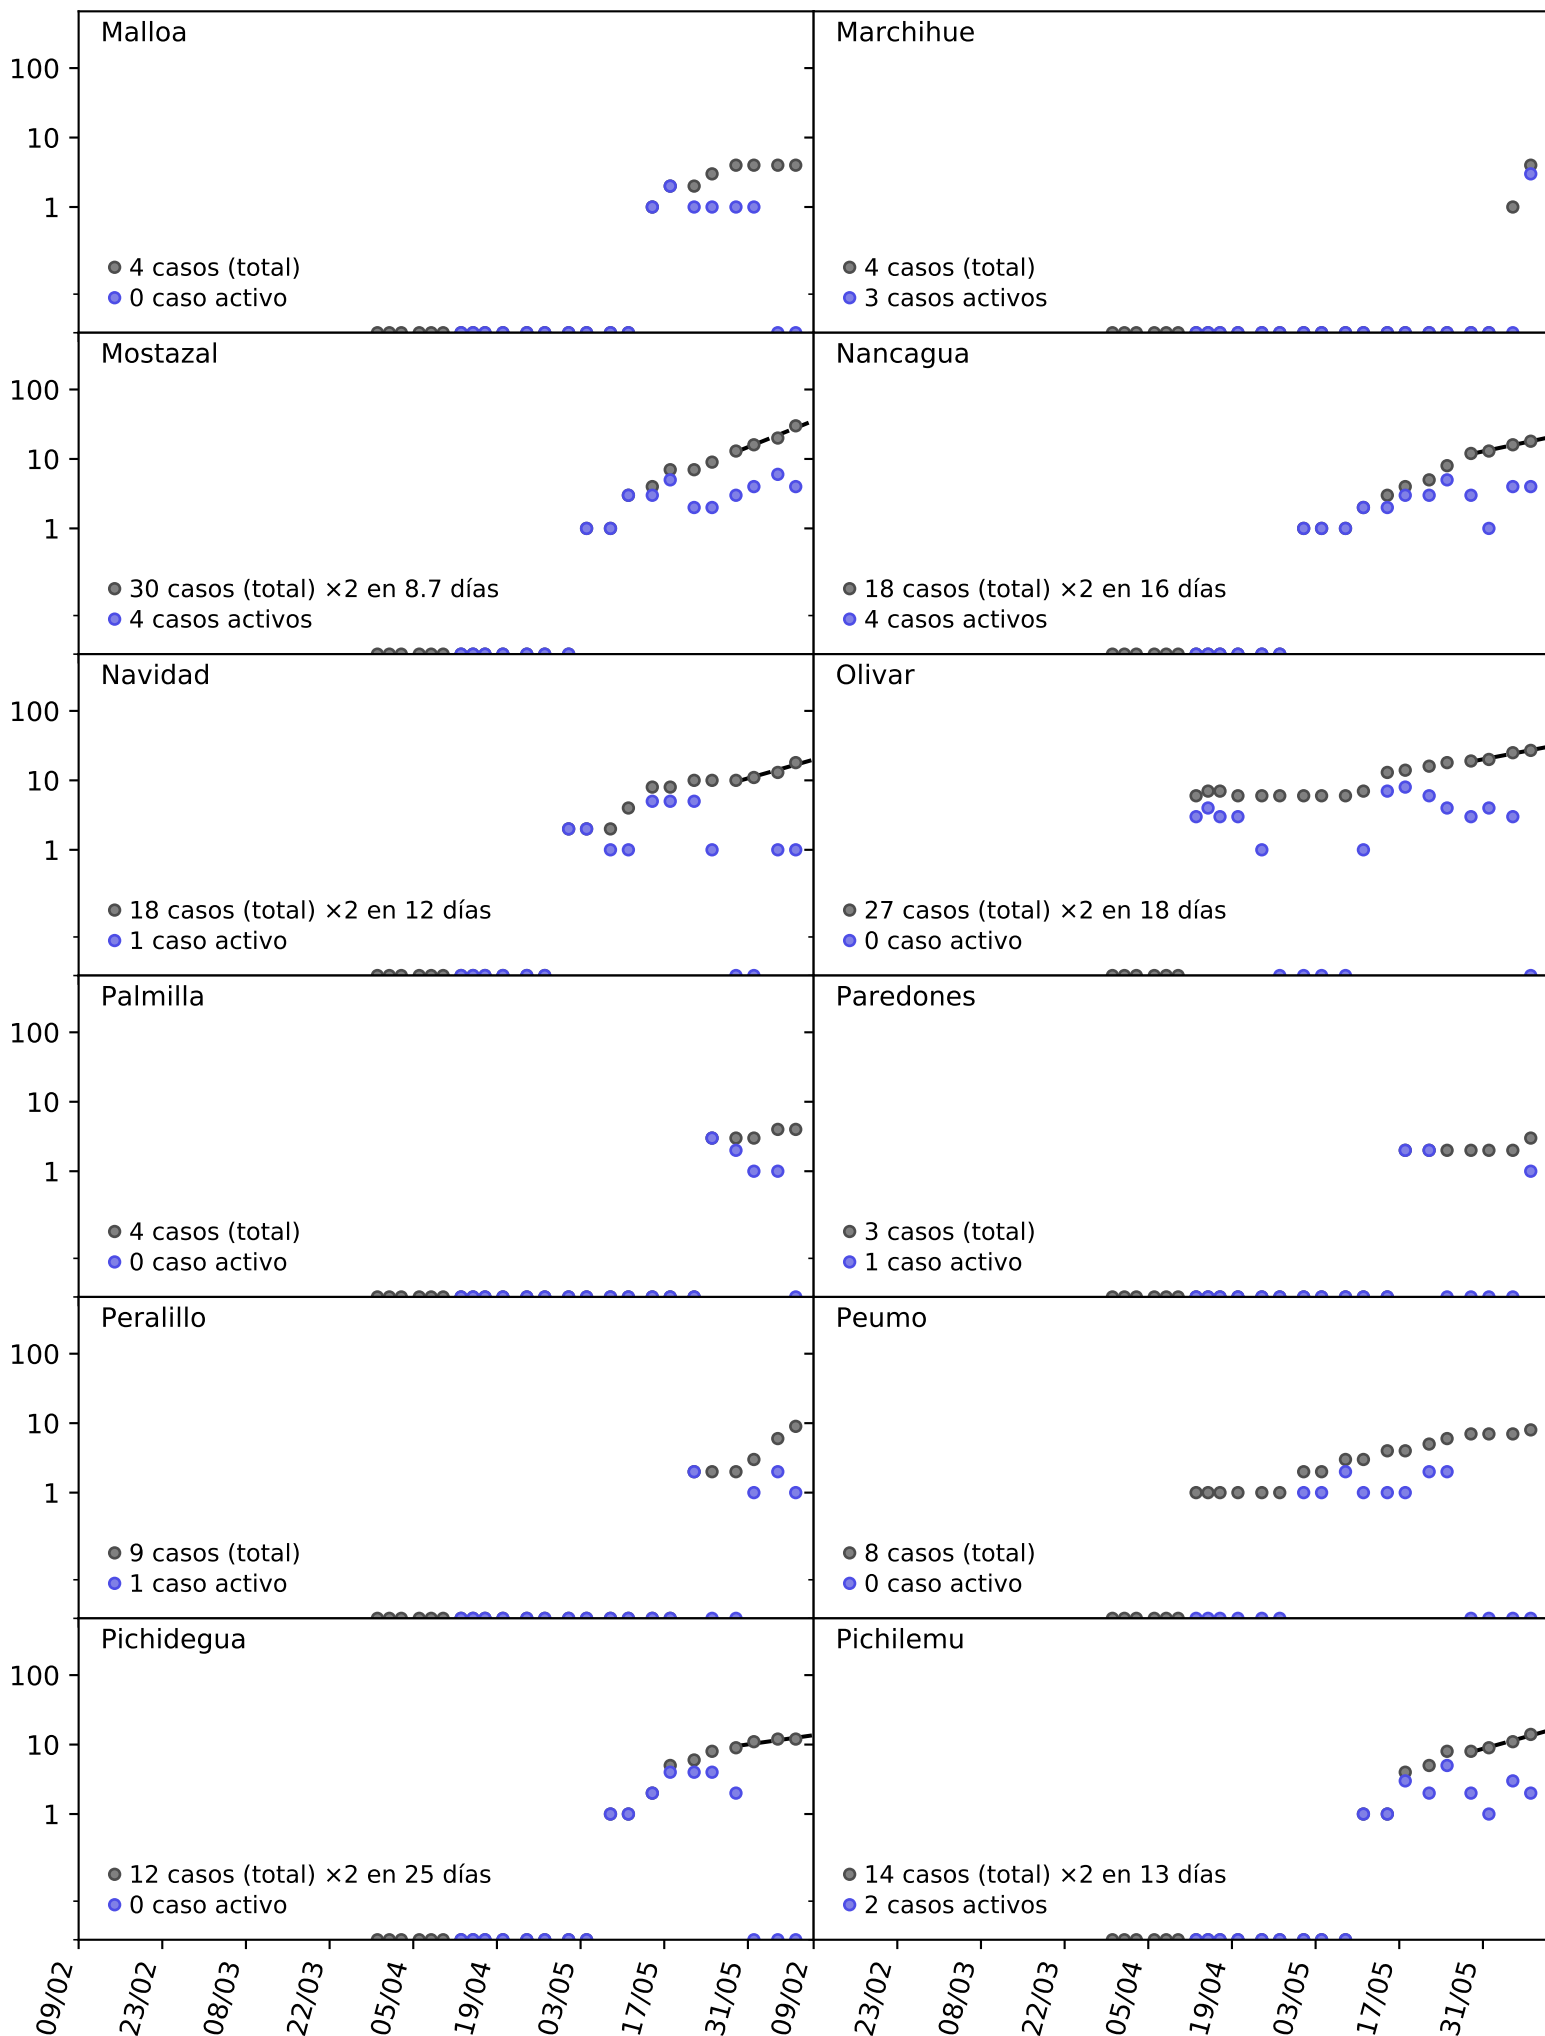 Malloa
Marchihue
100
10
1
4 casos (total)
0 caso activo
4 casos (total)
3 casos activos
Mostazal
Nancagua
100
10
1
30 casos (total) ×2 en 8.7 días
4 casos activos
18 casos (total) ×2 en 16 días
4 casos activos
Navidad
Olivar
100
10
1
18 casos (total) ×2 en 12 días
1 caso activo
27 casos (total) ×2 en 18 días
0 caso activo
Palmilla
Paredones
100
10
1
4 casos (total)
0 caso activo
3 casos (total)
1 caso activo
Peralillo
Peumo
100
10
1
9 casos (total)
1 caso activo
8 casos (total)
0 caso activo
Pichidegua
Pichilemu
100
10
1
12 casos (total) ×2 en 25 días
0 caso activo
14 casos (total) ×2 en 13 días
2 casos activos
09/02 23/02 08/03 22/03 05/04 19/04 03/05 17/05 31/05 09/02 23/02 08/03 22/03 05/04 19/04 03/05 17/05 31/05